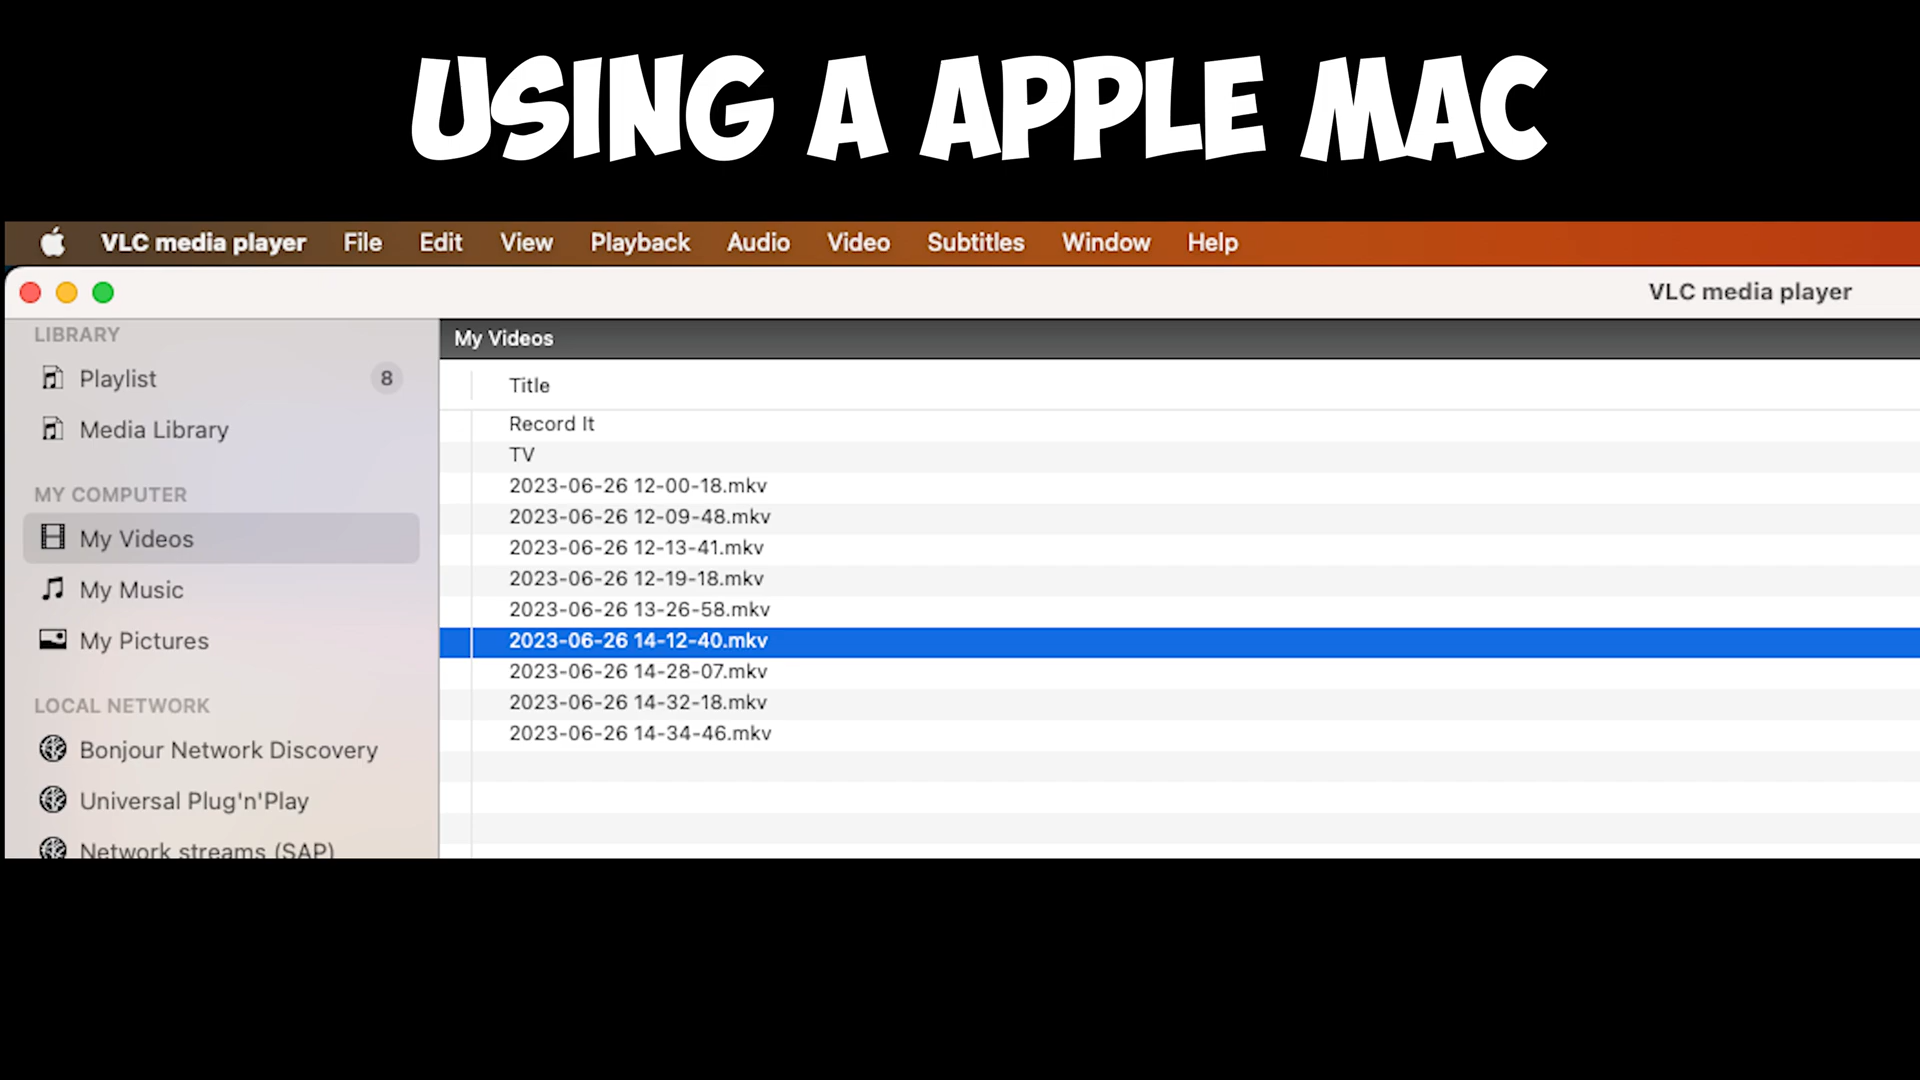 USING A APPLE MAC
VLC media player File Edit View Playback Audio Video Subtitles Window Help
VLC media player
LIBRARY
Playlist 8
Media Library
MY COMPUTER
My Videos
My Music
My Pictures
LOCAL NETWORK
Bonjour Network Discovery
Universal Plug'n'Play
Network streams (SAP)
My Videos
Title
Record It
TV
2023-06-26 12-00-18.mkv
2023-06-26 12-09-48.mkv
2023-06-26 12-13-41.mkv
2023-06-26 12-19-18.mkv
2023-06-26 13-26-58.mkv
2023-06-26 14-12-40.mkv
2023-06-26 14-28-07.mkv
2023-06-26 14-32-18.mkv
2023-06-26 14-34-46.mkv